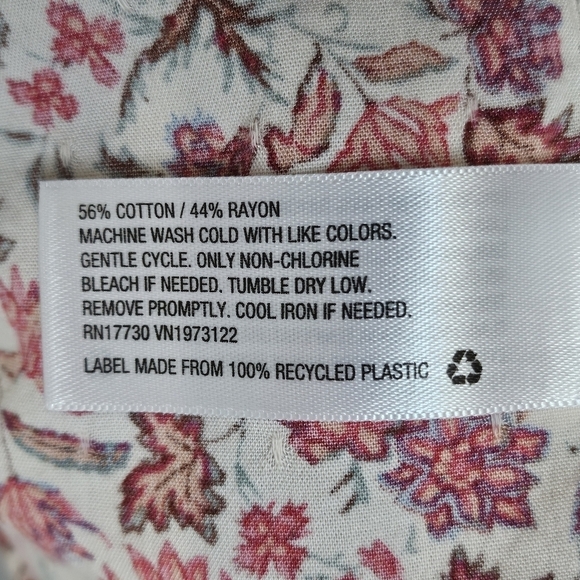 56% COTTON / 44% RAYON
MACHINE WASH COLD WITH LIKE COLORS.
GENTLE CYCLE. ONLY NON-CHLORINE
BLEACH IF NEEDED. TUMBLE DRY LOW.
REMOVE PROMPTLY. COOL IRON IF NEEDED.
RN17730 VN1973122
LABEL MADE FROM 100% RECYCLED PLASTIC